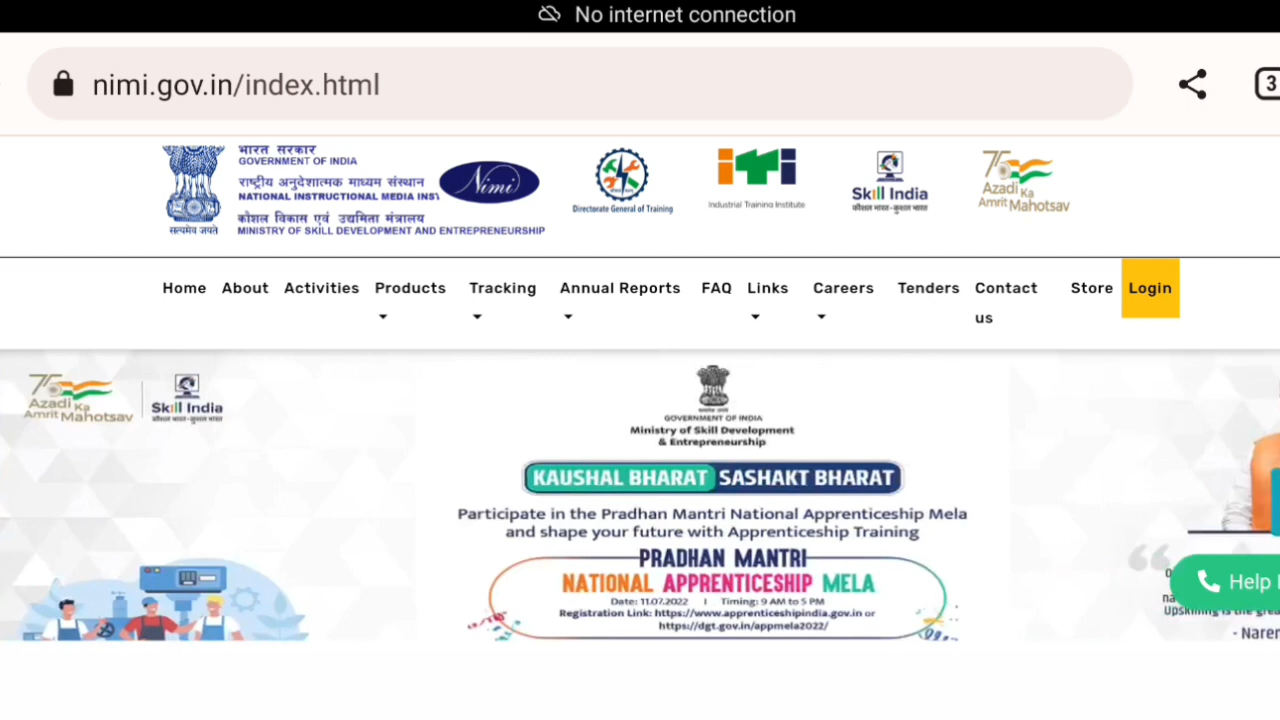 No internet connection
nimi.gov.in/index.html
3
भारत सरकार
GOVERNMENT OF INDIA
राष्ट्रीय अनुदेशात्मक माध्यम संस्थान
NATIONAL INSTRUCTIONAL MEDIA INST
कौशल विकास एवं उद्यमिता मंत्रालय
MINISTRY OF SKILL DEVELOPMENT AND ENTREPRENEURSHIP
सत्यमेव जयते
Nimi
Directorate General of Training
iti
Industrial Training Institute
Skill India
कौशल भारत-कुशल भारत
75
Azadi Ka
Amrit Mahotsav
Home About Activities Products Tracking Annual Reports FAQ Links Careers Tenders Contact us Store Login
75
Azadi Ka
Amrit Mahotsav
Skill India
कौशल भारत-कुशल भारत
GOVERNMENT OF INDIA
Ministry of Skill Development
& Entrepreneurship
KAUSHAL BHARAT SASHAKT BHARAT
Participate in the Pradhan Mantri National Apprenticeship Mela
and shape your future with Apprenticeship Training
PRADHAN MANTRI
NATIONAL APPRENTICESHIP MELA
Date: 11.07.2022 | Timing: 9 AM to 5 PM
Registration Link: https://www.apprenticeshipindia.gov.in or
https://dgt.gov.in/appmela2022/
Help
Upskilling is the
- Naren